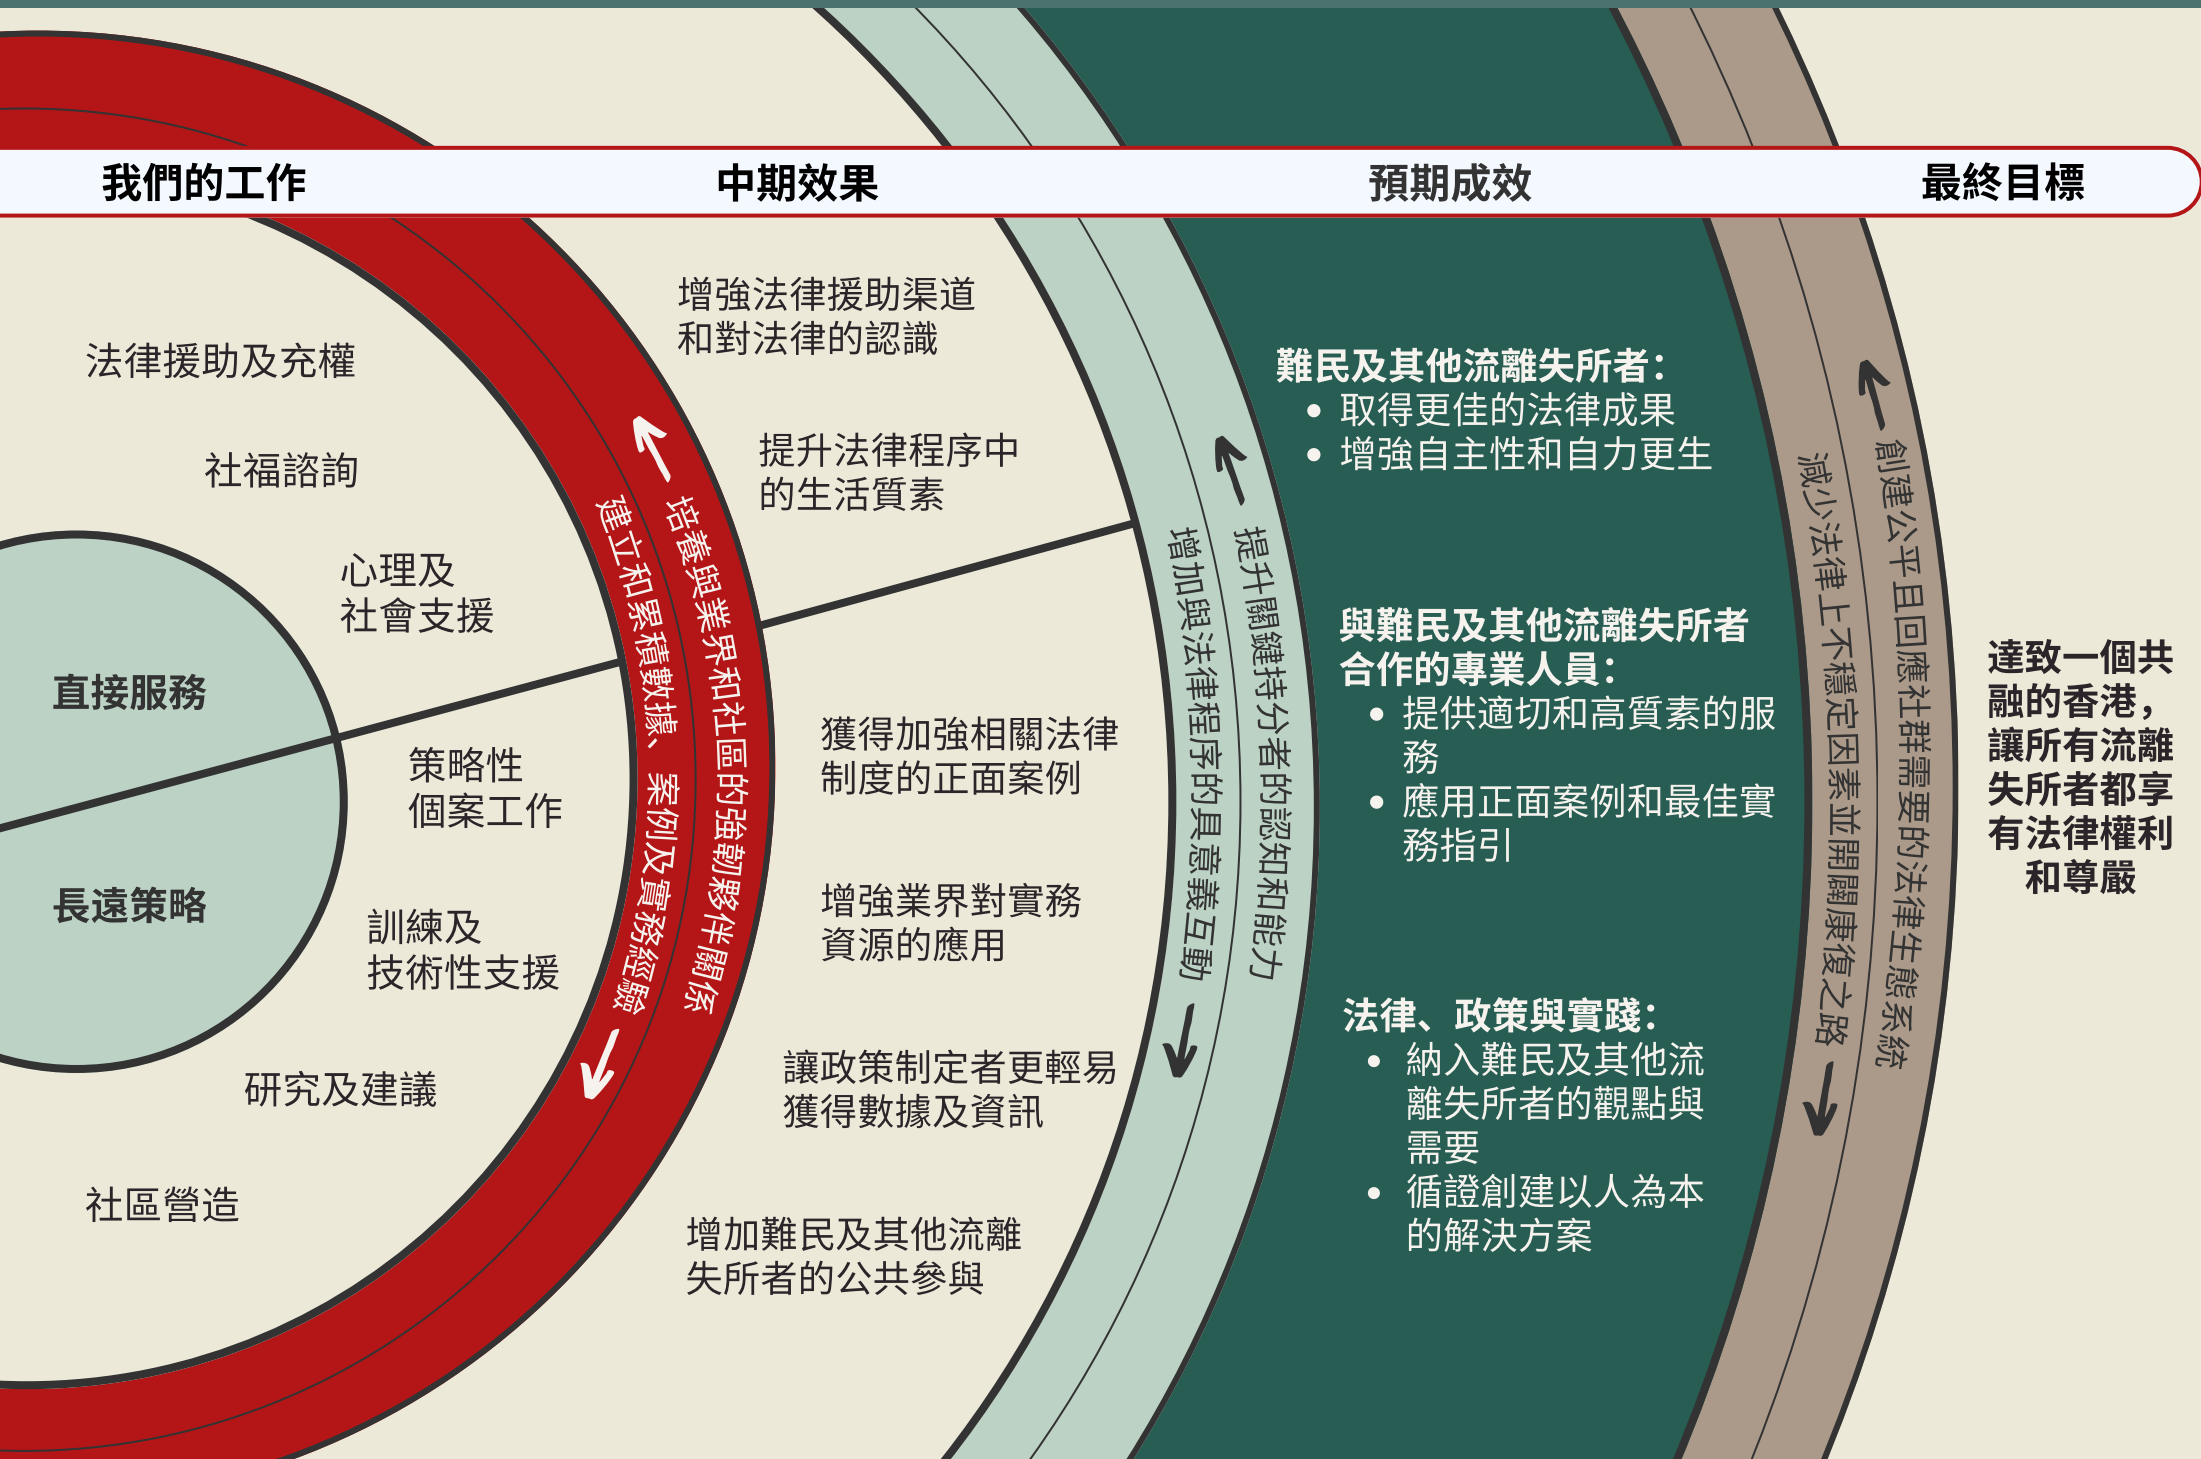 我們的工作
中期效果
預期成效
最終目標
直接服務
長遠策略
法律援助及充權
社福諮詢
心理及
社會支援
策略性
個案工作
訓練及
技術性支援
研究及建議
社區營造
建立和累積數據、案例及實務經驗
培養與業界和社區的強韌夥伴關係
增強法律援助渠道
和對法律的認識
提升法律程序中
的生活質素
獲得加強相關法律
制度的正面案例
增強業界對實務
資源的應用
讓政策制定者更輕易
獲得數據及資訊
增加難民及其他流離
失所者的公共參與
增加與法律程序的具意義互動
提升關鍵持分者的認知和能力
難民及其他流離失所者：
• 取得更佳的法律成果
• 增強自主性和自力更生
與難民及其他流離失所者
合作的專業人員：
• 提供適切和高質素的服
務
• 應用正面案例和最佳實
務指引
法律、政策與實踐：
• 納入難民及其他流
離失所者的觀點與
需要
• 循證創建以人為本
的解決方案
減少法律上不穩定因素並開闢康復之路
創建公平且回應社群需要的法律生態系統
達致一個共
融的香港，
讓所有流離
失所者都享
有法律權利
和尊嚴